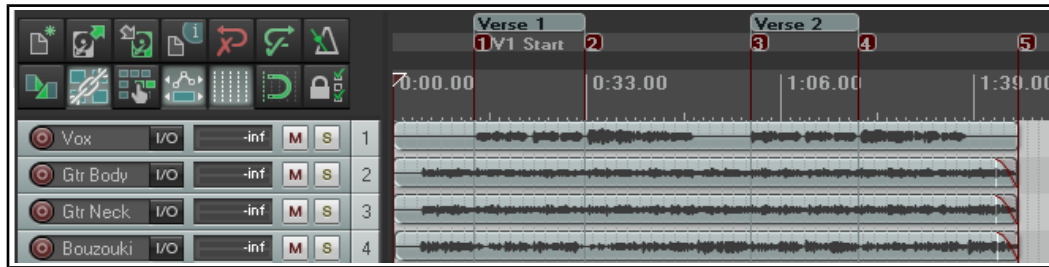 Verse 1 Verse 2
1 V1 Start 2 3 4 5
0:00.00 0:33.00 1:06.00 1:39.00
Vox I/O -inf M S 1
Gtr Body I/O -inf M S 2
Gtr Neck I/O -inf M S 3
Bouzouki I/O -inf M S 4